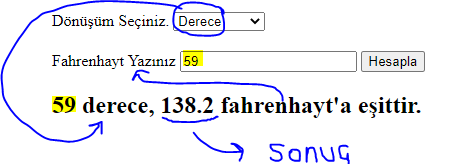 Dönüşüm Seçiniz. Derece
Fahrenhayt Yazınız 59 Hesapla
59 derece, 138.2 fahrenhayt'a eşittir.
sonuç